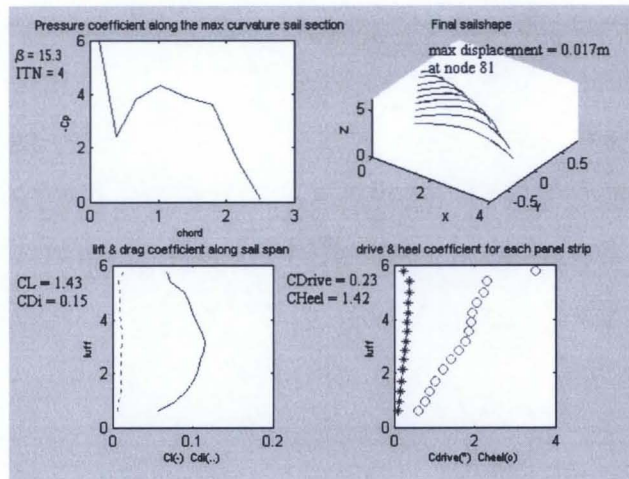 Pressure coefficient along the max curvature sail section
β = 15.3
ITN = 4
6
4
2
0
-Cp
0 1 2 3
chord
Final sailshape
max displacement = 0.017m
at node 81
5
0
Z
0
2
4
x
-0.5
0
0.5
Y
lift & drag coefficient along sail span
CL = 1.43
CDi = 0.15
6
4
2
0
luff
0 0.1 0.2
Cl(-) Cdi(..)
drive & heel coefficient for each panel strip
CDrive = 0.23
CHeel = 1.42
6
4
2
0
luff
0 2 4
Cdrive(*) Cheel(o)